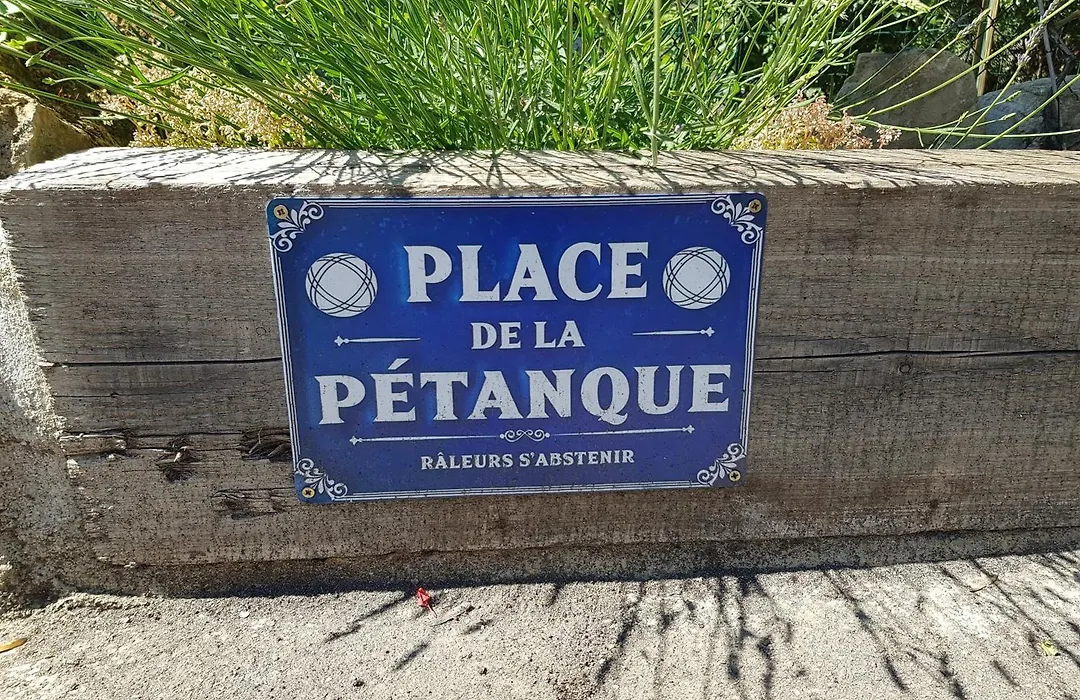 PLACE
DE LA
PÉTANQUE
RÂLEURS S'ABSTENIR